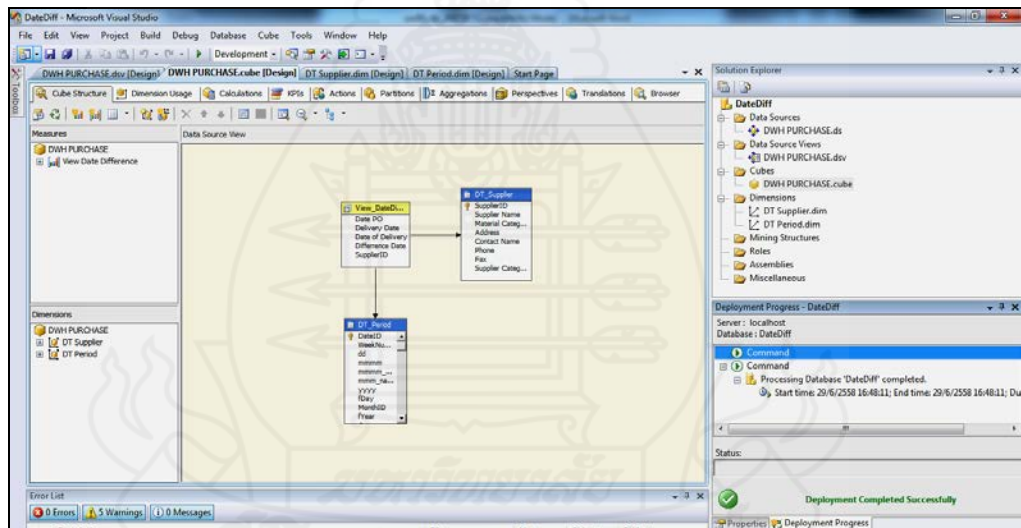 DateDiff - Microsoft Visual Studio
File Edit View Project Build Debug Database Cube Tools Window Help
Development
DWH PURCHASE.dsv [Design] DWH PURCHASE.cube [Design] DT Supplier.dim [Design] DT Period.dim [Design] Start Page
Toolbox
Cube Structure Dimension Usage Calculations KPIs Actions Partitions Aggregations Perspectives Translations Browser
Measures
DWH PURCHASE
View Date Difference
Data Source View
View_DateDi...
Date PO
Delivery Date
Date of Delivery
Difference Date
SupplierID
DT_Supplier
SupplierID
Supplier Name
Material Categ...
Address
Contact Name
Phone
Fax
Supplier Categ...
DT_Period
DateID
WeekNu...
dd
mmmm
mmmm_...
mmm_na...
yyyy
fDay
MonthID
fYear
Dimensions
DWH PURCHASE
DT Supplier
DT Period
Error List
0 Errors 5 Warnings 0 Messages
Solution Explorer
DateDiff
Data Sources
DWH PURCHASE.ds
Data Source Views
DWH PURCHASE.dsv
Cubes
DWH PURCHASE.cube
Dimensions
DT Supplier.dim
DT Period.dim
Mining Structures
Roles
Assemblies
Miscellaneous
Deployment Progress - DateDiff
Server : localhost
Database : DateDiff
Command
Command
Processing Database 'DateDiff' completed.
Start time: 29/6/2558 16:48:11; End time: 29/6/2558 16:48:11; Du
Status:
Deployment Completed Successfully
Properties Deployment Progress